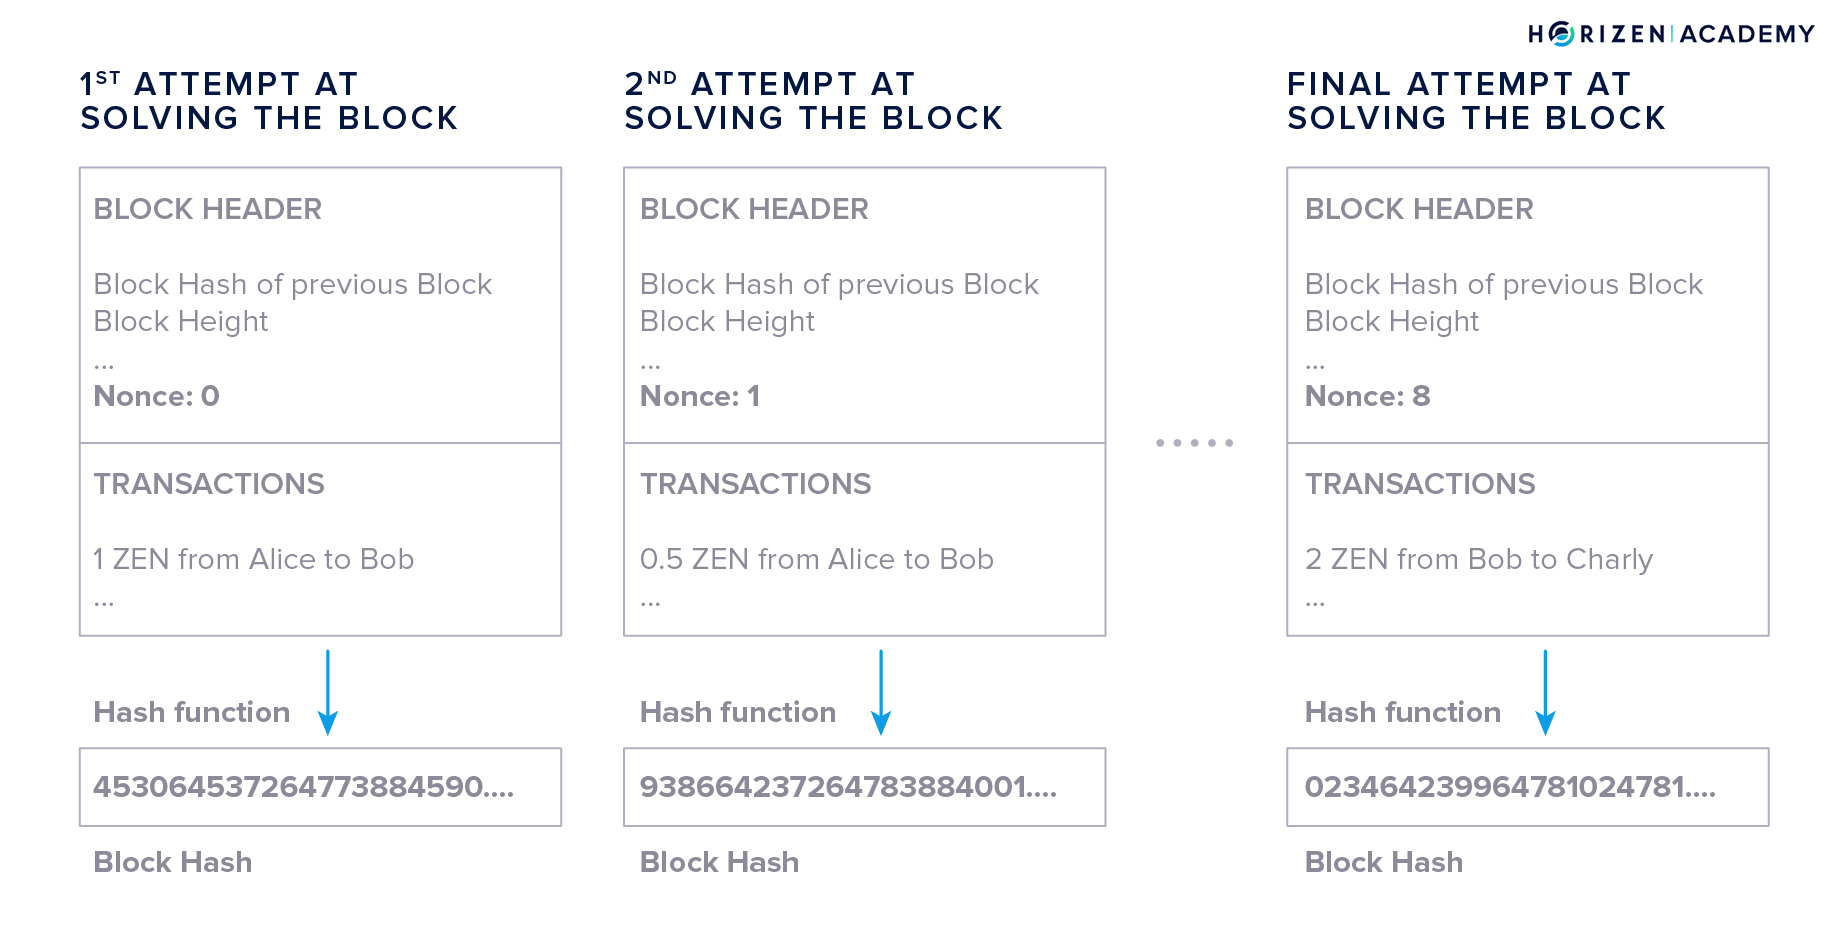 HORIZEN | ACADEMY
1ST ATTEMPT AT
SOLVING THE BLOCK
BLOCK HEADER
Block Hash of previous Block
Block Height
...
Nonce: 0
TRANSACTIONS
1 ZEN from Alice to Bob
...
Hash function
453064537264773884590....
Block Hash
2ND ATTEMPT AT
SOLVING THE BLOCK
BLOCK HEADER
Block Hash of previous Block
Block Height
...
Nonce: 1
TRANSACTIONS
0.5 ZEN from Alice to Bob
...
Hash function
938664237264783884001....
Block Hash
.....
FINAL ATTEMPT AT
SOLVING THE BLOCK
BLOCK HEADER
Block Hash of previous Block
Block Height
...
Nonce: 8
TRANSACTIONS
2 ZEN from Bob to Charly
...
Hash function
023464239964781024781....
Block Hash